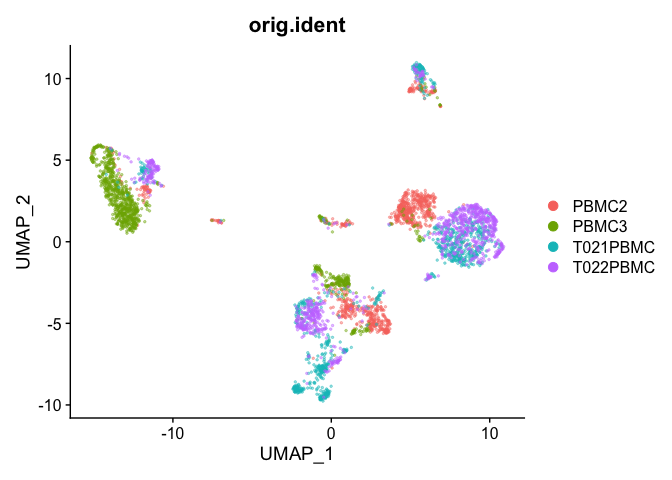 orig.ident
10
5
0
-5
-10
UMAP_2
-10
0
10
UMAP_1
PBMC2
PBMC3
T021PBMC
T022PBMC